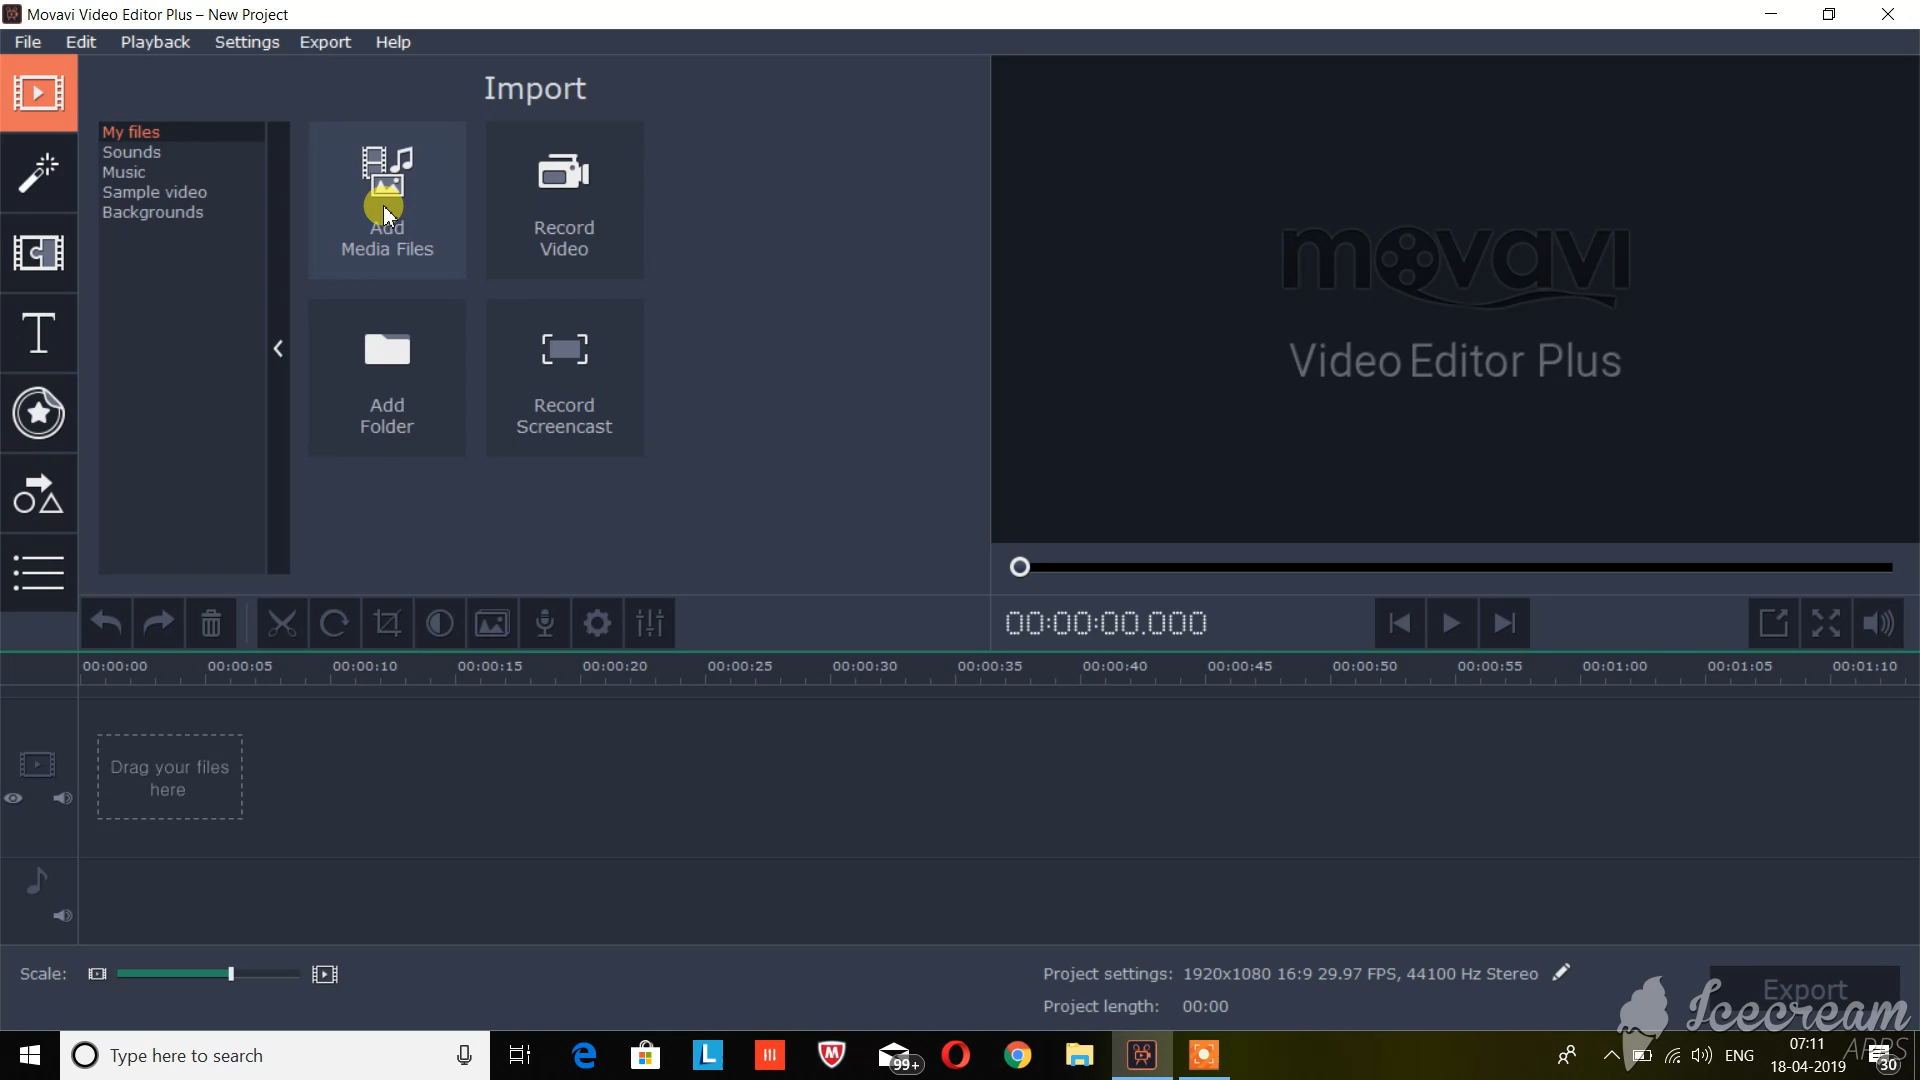 Movavi Video Editor Plus – New Project
File Edit Playback Settings Export Help
Import
My files
Sounds
Music
Sample video
Backgrounds
Add
Media Files
Record
Video
Add
Folder
Record
Screencast
movavi
Video Editor Plus
00:00:00.000
00:00:00 00:00:05 00:00:10 00:00:15 00:00:20 00:00:25 00:00:30 00:00:35 00:00:40 00:00:45 00:00:50 00:00:55 00:01:00 00:01:05 00:01:10
Drag your files
here
Scale:
Project settings: 1920x1080 16:9 29.97 FPS, 44100 Hz Stereo
Project length: 00:00
Export
Icecream
APPS
Type here to search
L
99+
ENG
07:11
18-04-2019
30